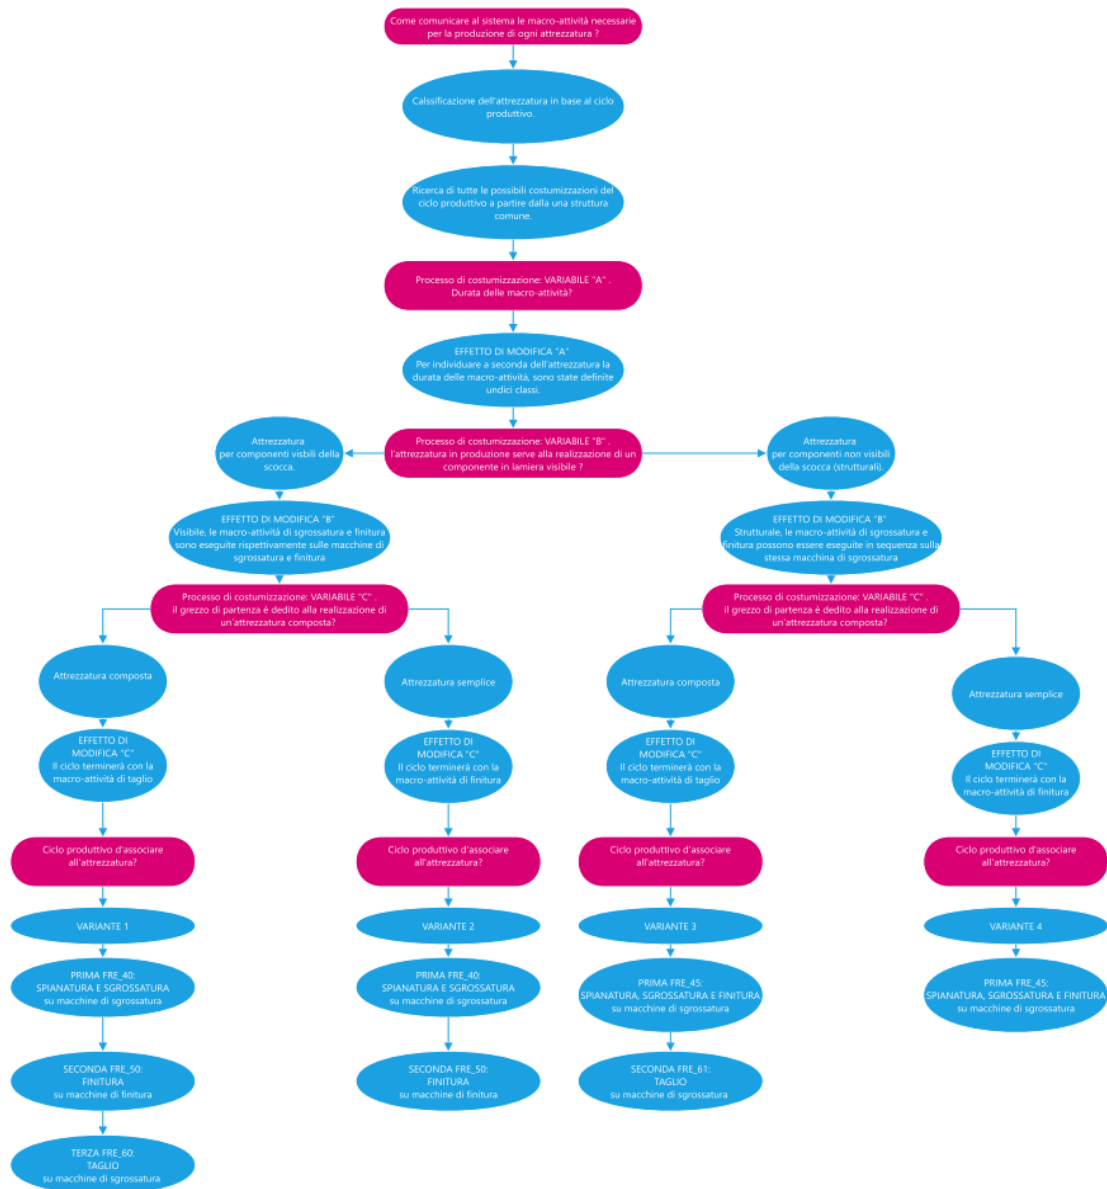 Come comunicare al sistema le macro-attività necessarie
per la produzione di ogni attrezzatura ?
Calssificazione dell'attrezzatura in base al ciclo
produttivo.
Ricerca di tutte le possibili costumizzazioni del
ciclo produttivo a partire dalla una struttura
comune.
Processo di costumizzazione: VARIABILE "A" .
Durata delle macro-attività?
EFFETTO DI MODIFICA "A"
Per individuare a seconda dell'attrezzatura la
durata delle macro-attività, sono state definite
undici classi.
Processo di costumizzazione: VARIABILE "B" .
l'attrezzatura in produzione serve alla realizzazione di un
componente in lamiera visibile ?
Attrezzatura
per componenti visbili della
scocca.
Attrezzatura
per componenti non visibili
della scocca (strutturali).
EFFETTO DI MODIFICA "B"
Visibile, le macro-attività di sgrossatura e finitura
sono eseguite rispettivamente sulle macchine di
sgrossatura e finitura
EFFETTO DI MODIFICA "B"
Strutturale, le macro-attività di sgrossatura e
finitura possono essere eseguite in sequenza sulla
stessa macchina di sgrossatura
Processo di costumizzazione: VARIABILE "C" .
il grezzo di partenza è dedito alla realizzazione di
un'attrezzatura composta?
Processo di costumizzazione: VARIABILE "C" .
il grezzo di partenza è dedito alla realizzazione di
un'attrezzatura composta?
Attrezzatura composta
Attrezzatura semplice
Attrezzatura composta
Attrezzatura semplice
EFFETTO DI
MODIFICA "C"
Il ciclo terminerà con la
macro-attività di taglio
EFFETTO DI
MODIFICA "C"
Il ciclo terminerà con la
macro-attività di finitura
EFFETTO DI
MODIFICA "C"
Il ciclo terminerà con la
macro-attività di taglio
EFFETTO DI
MODIFICA "C"
Il ciclo terminerà con la
macro-attività di finitura
Ciclo produttivo d'associare
all'attrezzatura?
Ciclo produttivo d'associare
all'attrezzatura?
Ciclo produttivo d'associare
all'attrezzatura?
Ciclo produttivo d'associare
all'attrezzatura?
VARIANTE 1
VARIANTE 2
VARIANTE 3
VARIANTE 4
PRIMA FRE_40:
SPIANATURA E SGROSSATURA
su macchine di sgrossatura
PRIMA FRE_40:
SPIANATURA E SGROSSATURA
su macchine di sgrossatura
PRIMA FRE_45:
SPIANATURA, SGROSSATURA E FINITURA
su macchine di sgrossatura
PRIMA FRE_45:
SPIANATURA, SGROSSATURA E FINITURA
su macchine di sgrossatura
SECONDA FRE_50:
FINITURA
su macchine di finitura
SECONDA FRE_50:
FINITURA
su macchine di finitura
SECONDA FRE_61:
TAGLIO
su macchine di sgrossatura
TERZA FRE_60:
TAGLIO
su macchine di sgrossatura